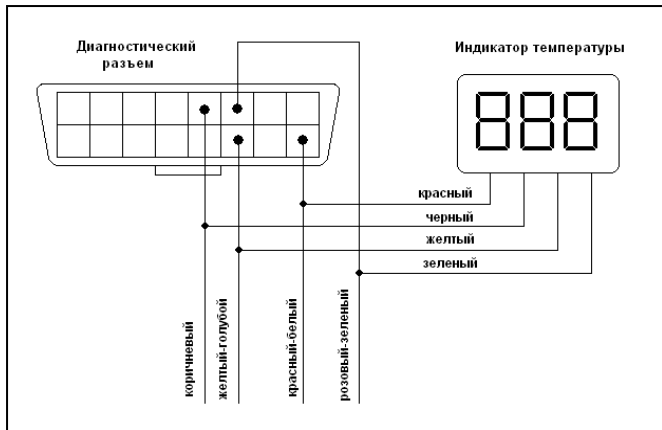 Диагностический
разъем
Индикатор температуры
888
красный
черный
желтый
зеленый
коричневый
желтый-голубой
красный-белый
розовый-зеленый